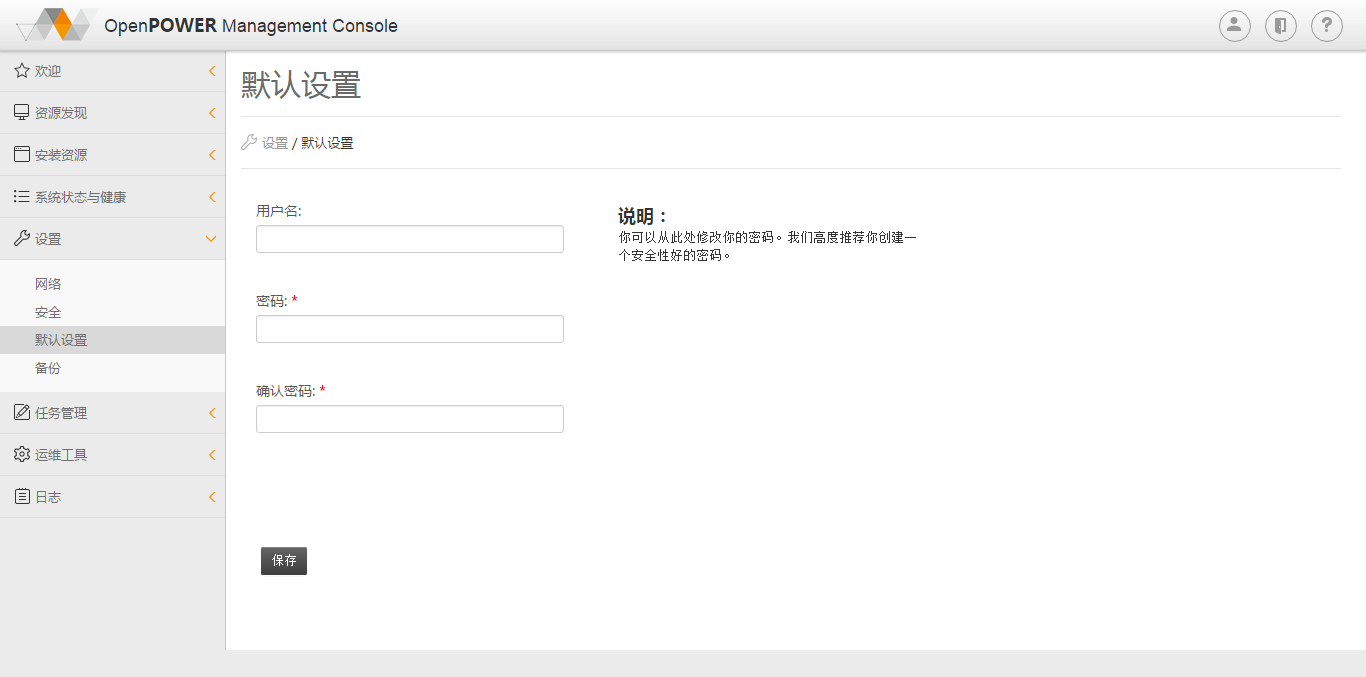 OpenPOWER Management Console
?
欢迎
资源发现
安装资源
系统状态与健康
设置
网络
安全
默认设置
备份
任务管理
运维工具
日志
默认设置
设置 / 默认设置
用户名:
密码: *
确认密码: *
保存
说明：
你可以从此处修改你的密码。我们高度推荐你创建一
个安全性好的密码。